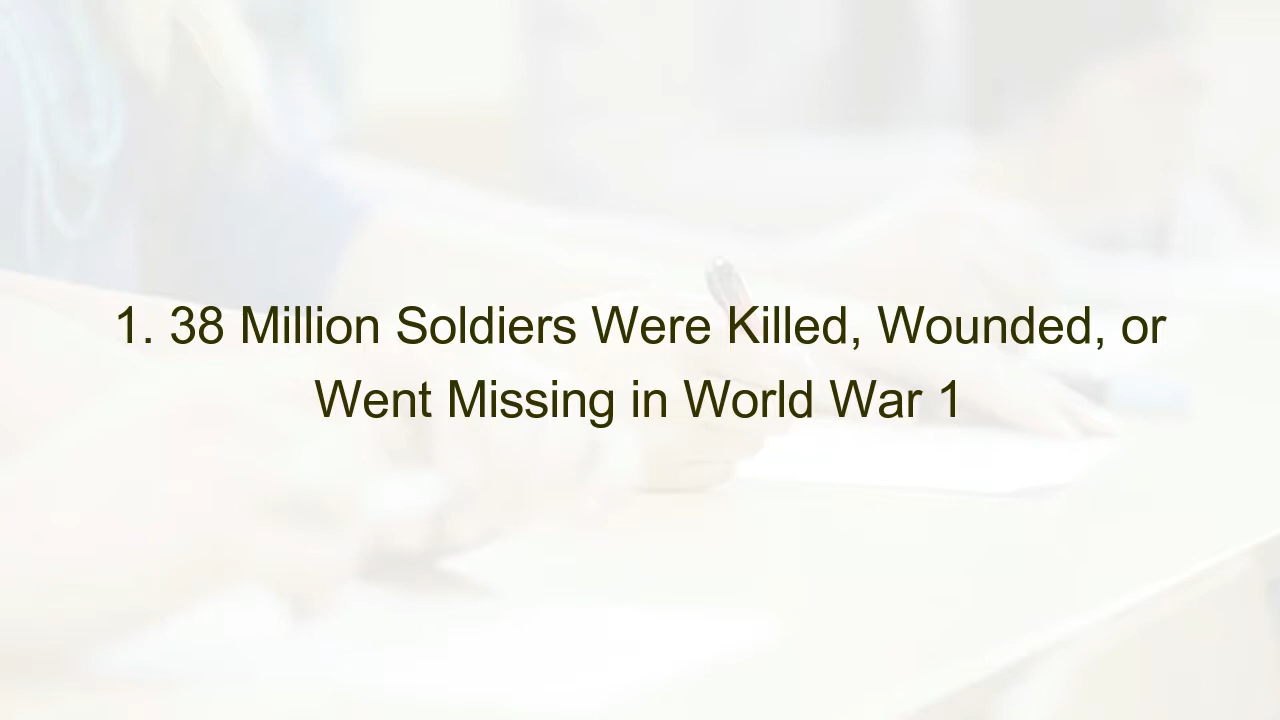 1. 38 Million Soldiers Were Killed, Wounded, or
Went Missing in World War 1